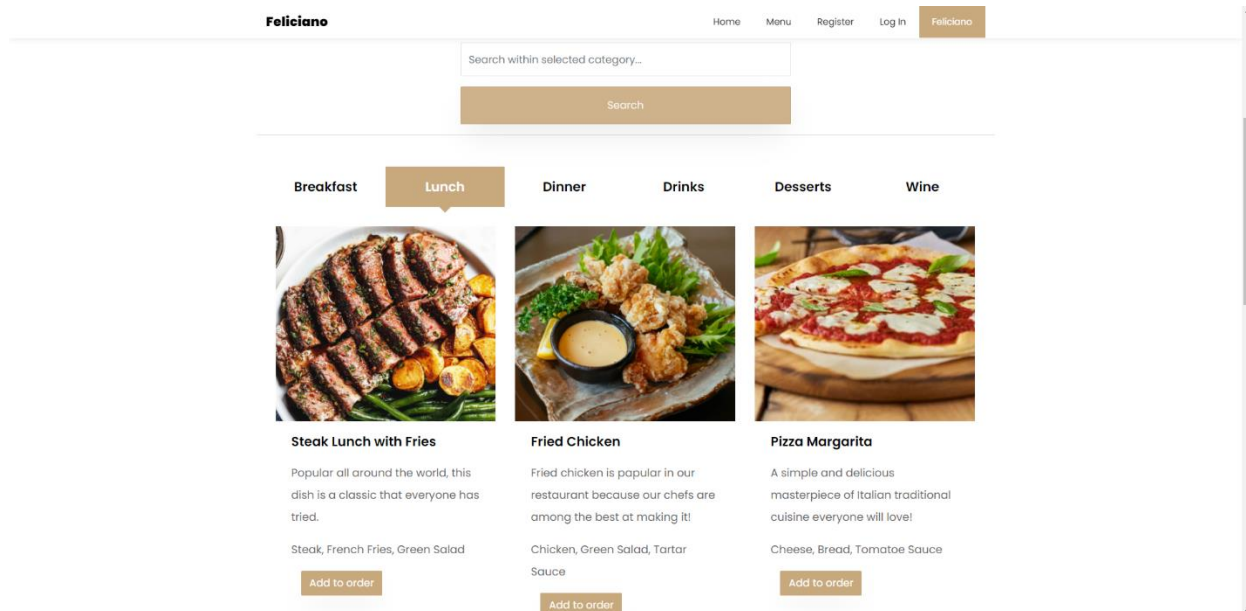 Feliciano
Home Menu Register Log In Feliciano
Search within selected category...
Search
Breakfast Lunch Dinner Drinks Desserts Wine
Steak Lunch with Fries
Popular all around the world, this
dish is a classic that everyone has
tried.
Steak, French Fries, Green Salad
Add to order
Fried Chicken
Fried chicken is papular in our
restaurant because our chefs are
among the best at making it!
Chicken, Green Salad, Tartar
Sauce
Add to order
Pizza Margarita
A simple and delicious
masterpiece of Italian traditional
cuisine everyone will love!
Cheese, Bread, Tomatoe Sauce
Add to order